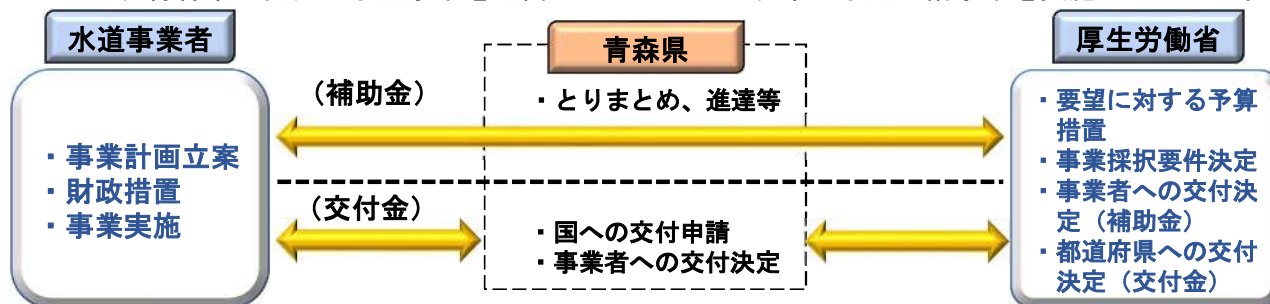 水道事業者
青森県
厚生労働省
（補助金）
・とりまとめ、進達等
・事業計画立案
・財政措置
・事業実施
（交付金）
・国への交付申請
・事業者への交付決定
・要望に対する予算
措置
・事業採択要件決定
・事業者への交付決
定（補助金）
・都道府県への交付
決定（交付金）